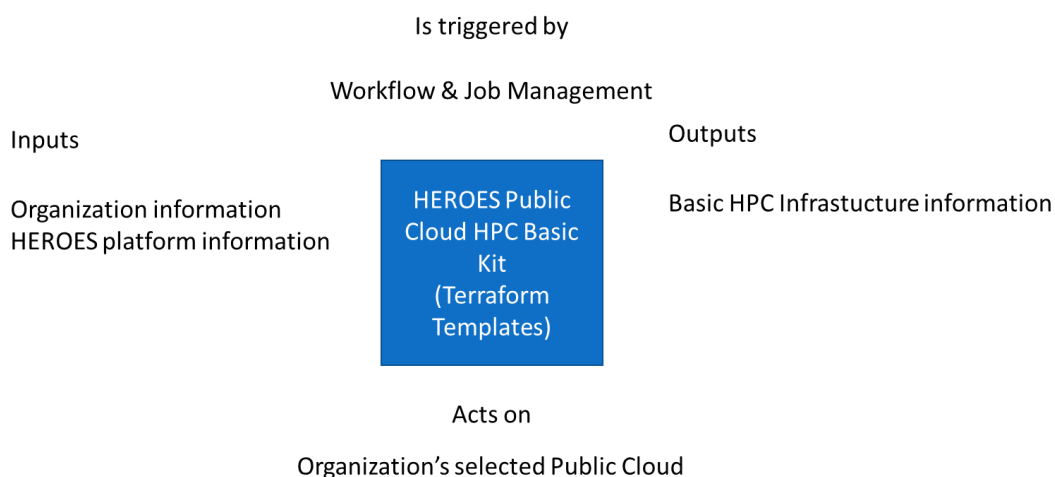 Is triggered by
Workflow & Job Management
Inputs
Organization information
HEROES platform information
HEROES Public
Cloud HPC Basic
Kit
(Terraform
Templates)
Outputs
Basic HPC Infrastucture information
Acts on
Organization's selected Public Cloud